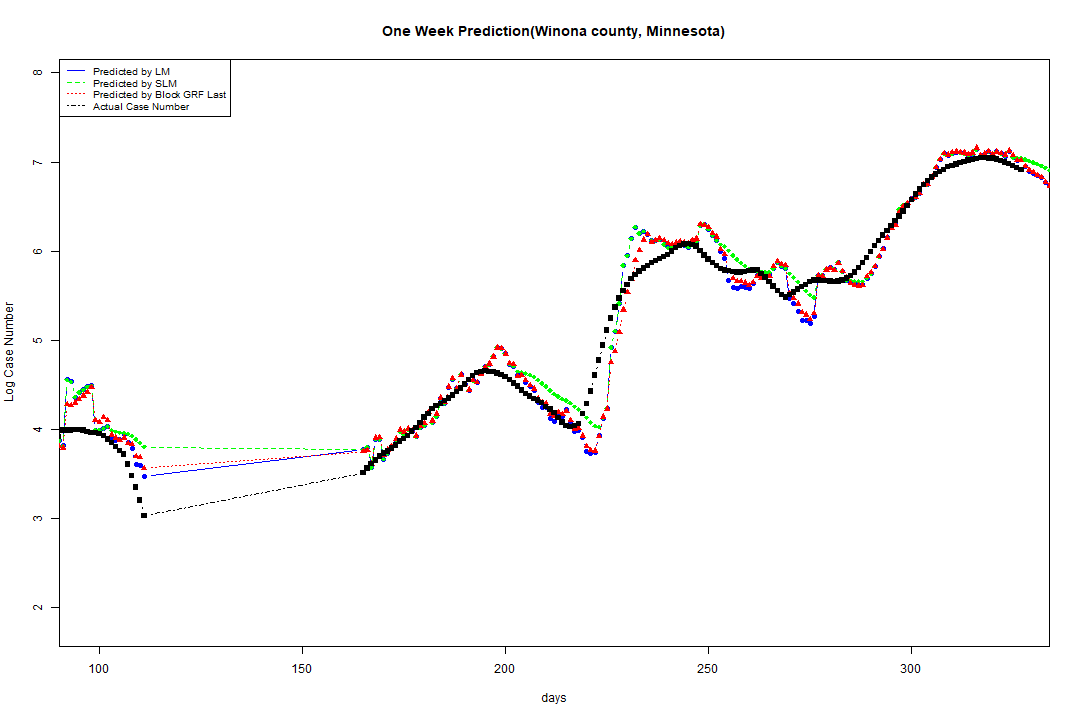 One Week Prediction(Winona county, Minnesota)
Predicted by LM
Predicted by SLM
Predicted by Block GRF Last
Actual Case Number
8
7
6
5
4
3
2
Log Case Number
100 150 200 250 300
days